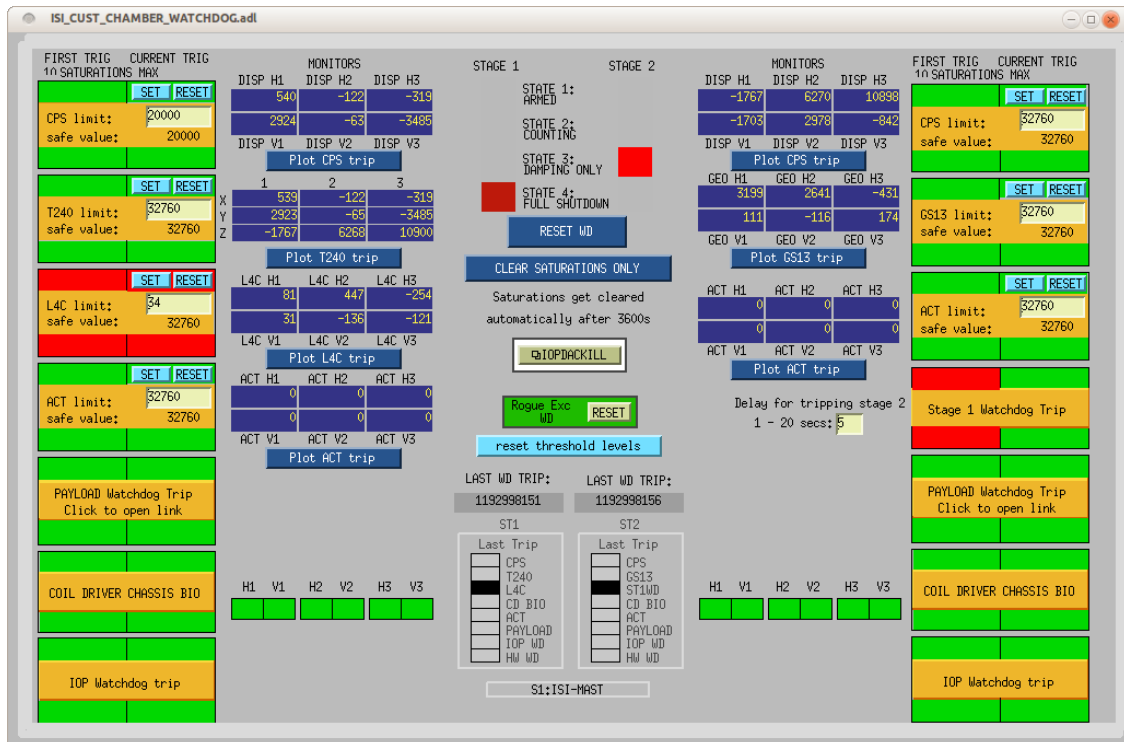 ISI_CUST_CHAMBER_WATCHDOG.adl
FIRST TRIG CURRENT TRIG
10 SATURATIONS MAX
SET RESET
CPS limit: 20000
safe value: 20000
SET RESET
T240 limit: 32760
safe value: 32760
SET RESET
L4C limit: 34
safe value: 32760
SET RESET
ACT limit: 32760
safe value: 32760
PAYLOAD Watchdog Trip
Click to open link
COIL DRIVER CHASSIS BIO
IOP Watchdog trip
MONITORS
DISP H1 DISP H2 DISP H3
540 -122 -319
2924 -63 -3485
DISP V1 DISP V2 DISP V3
Plot CPS trip
1 2 3
X 539 -122 -319
Y 2923 -65 -3485
Z -1767 6268 10900
Plot T240 trip
L4C H1 L4C H2 L4C H3
81 447 -254
31 -136 -121
L4C V1 L4C V2 L4C V3
Plot L4C trip
ACT H1 ACT H2 ACT H3
0 0 0
0 0 0
ACT V1 ACT V2 ACT V3
Plot ACT trip
H1 V1 H2 V2 H3 V3
STAGE 1 STAGE 2
STATE 1:
ARMED
STATE 2:
COUNTING
STATE 3:
DAMPING ONLY
STATE 4:
FULL SHUTDOWN
RESET WD
CLEAR SATURATIONS ONLY
Saturations get cleared
automatically after 3600s
IOPDACKILL
Rogue Exc
WD
RESET
reset threshold levels
LAST WD TRIP: LAST WD TRIP:
1192998151 1192998156
ST1 ST2
Last Trip Last Trip
CPS CPS
T240 GS13
L4C ST1WD
CD BIO CD BIO
ACT ACT
PAYLOAD PAYLOAD
IOP WD IOP WD
HW WD HW WD
S1:ISI-MAST
MONITORS
DISP H1 DISP H2 DISP H3
-1767 6270 10898
-1703 2978 -842
DISP V1 DISP V2 DISP V3
Plot CPS trip
GEO H1 GEO H2 GEO H3
3199 2641 -431
111 -116 174
GEO V1 GEO V2 GEO V3
Plot GS13 trip
ACT H1 ACT H2 ACT H3
0 0 0
0 0 0
ACT V1 ACT V2 ACT V3
Plot ACT trip
Delay for tripping stage 2
1 - 20 secs: 5
H1 V1 H2 V2 H3 V3
FIRST TRIG CURRENT TRIG
10 SATURATIONS MAX
SET RESET
CPS limit: 32760
safe value: 32760
SET RESET
GS13 limit: 32760
safe value: 32760
SET RESET
ACT limit: 32760
safe value: 32760
Stage 1 Watchdog Trip
PAYLOAD Watchdog Trip
Click to open link
COIL DRIVER CHASSIS BIO
IOP Watchdog trip